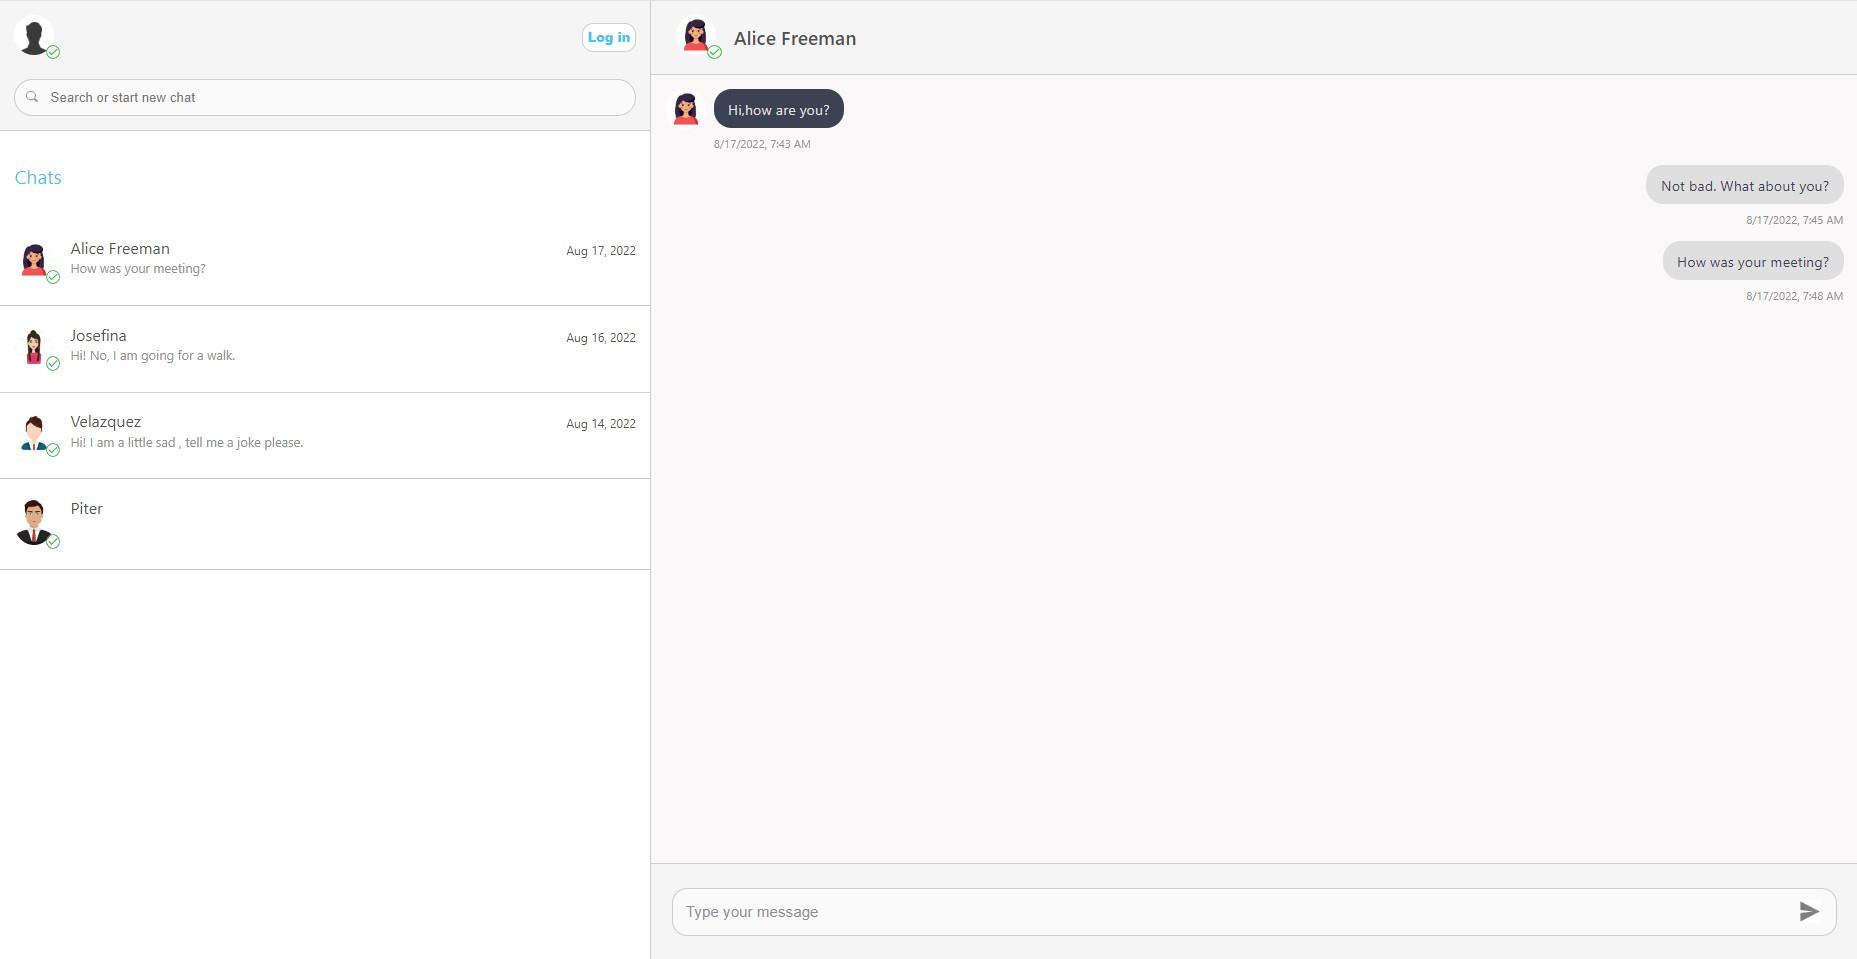 Log in
Search or start new chat
Chats
Alice Freeman
Aug 17, 2022
How was your meeting?
Josefina
Aug 16, 2022
Hi! No, I am going for a walk.
Velazquez
Aug 14, 2022
Hi! I am a little sad , tell me a joke please.
Piter
Alice Freeman
Hi,how are you?
8/17/2022, 7:43 AM
Not bad. What about you?
8/17/2022, 7:45 AM
How was your meeting?
8/17/2022, 7:48 AM
Type your message